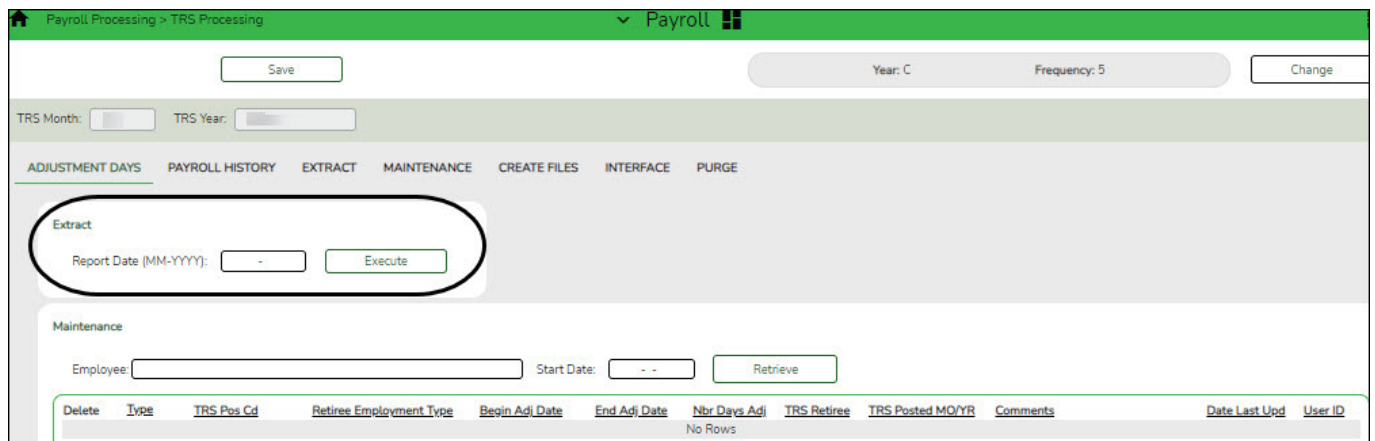 Payroll Processing > TRS Processing Payroll
Save Year: C Frequency: 5 Change
TRS Month: TRS Year:
ADJUSTMENT DAYS PAYROLL HISTORY EXTRACT MAINTENANCE CREATE FILES INTERFACE PURGE
Extract
Report Date (MM-YYYY): - Execute
Maintenance
Employee: Start Date: - - Retrieve
Delete Type TRS Pos Cd Retiree Employment Type Begin Adj Date End Adj Date Nbr Days Adj TRS Retiree TRS Posted MO/YR Comments Date Last Upd User ID
No Rows